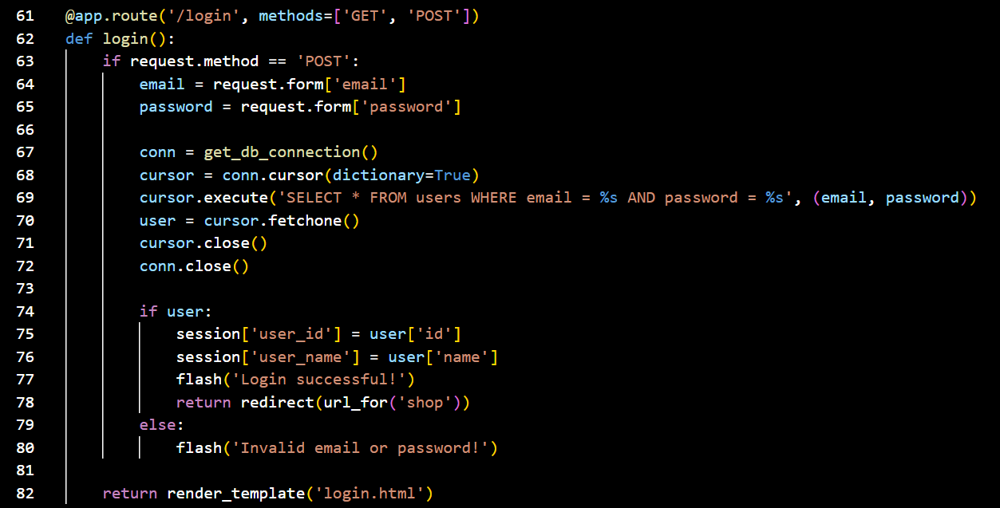 61 @app.route('/login', methods=['GET', 'POST'])
62 def login():
63     if request.method == 'POST':
64         email = request.form['email']
65         password = request.form['password']
66
67         conn = get_db_connection()
68         cursor = conn.cursor(dictionary=True)
69         cursor.execute('SELECT * FROM users WHERE email = %s AND password = %s', (email, password))
70         user = cursor.fetchone()
71         cursor.close()
72         conn.close()
73
74         if user:
75             session['user_id'] = user['id']
76             session['user_name'] = user['name']
77             flash('Login successful!')
78             return redirect(url_for('shop'))
79         else:
80             flash('Invalid email or password!')
81
82     return render_template('login.html')